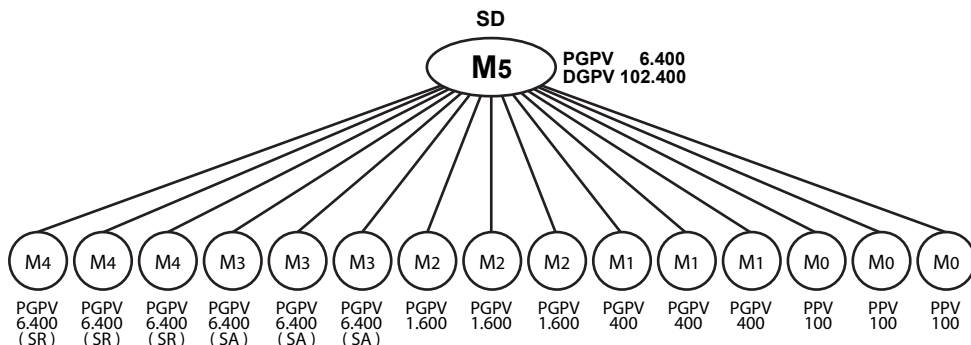 SD
M5
PGPV 6.400
DGPV 102.400
M4 M4 M4 M3 M3 M3 M2 M2 M2 M1 M1 M1 M0 M0 M0
PGPV PGPV PGPV PGPV PGPV PGPV PGPV PGPV PGPV PGPV PGPV PGPV PPV PPV PPV
6.400 6.400 6.400 6.400 6.400 6.400 1.600 1.600 1.600 400 400 400 100 100 100
( SR ) ( SR ) ( SR ) ( SA ) ( SA ) ( SA )